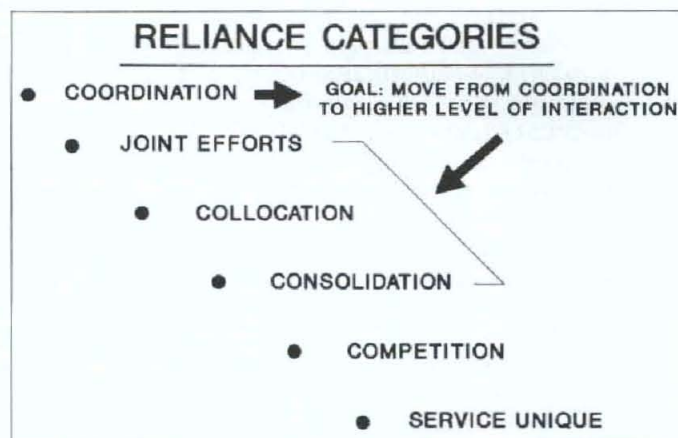 RELIANCE CATEGORIES
● COORDINATION
GOAL: MOVE FROM COORDINATION
TO HIGHER LEVEL OF INTERACTION
● JOINT EFFORTS
● COLLOCATION
● CONSOLIDATION
● COMPETITION
● SERVICE UNIQUE